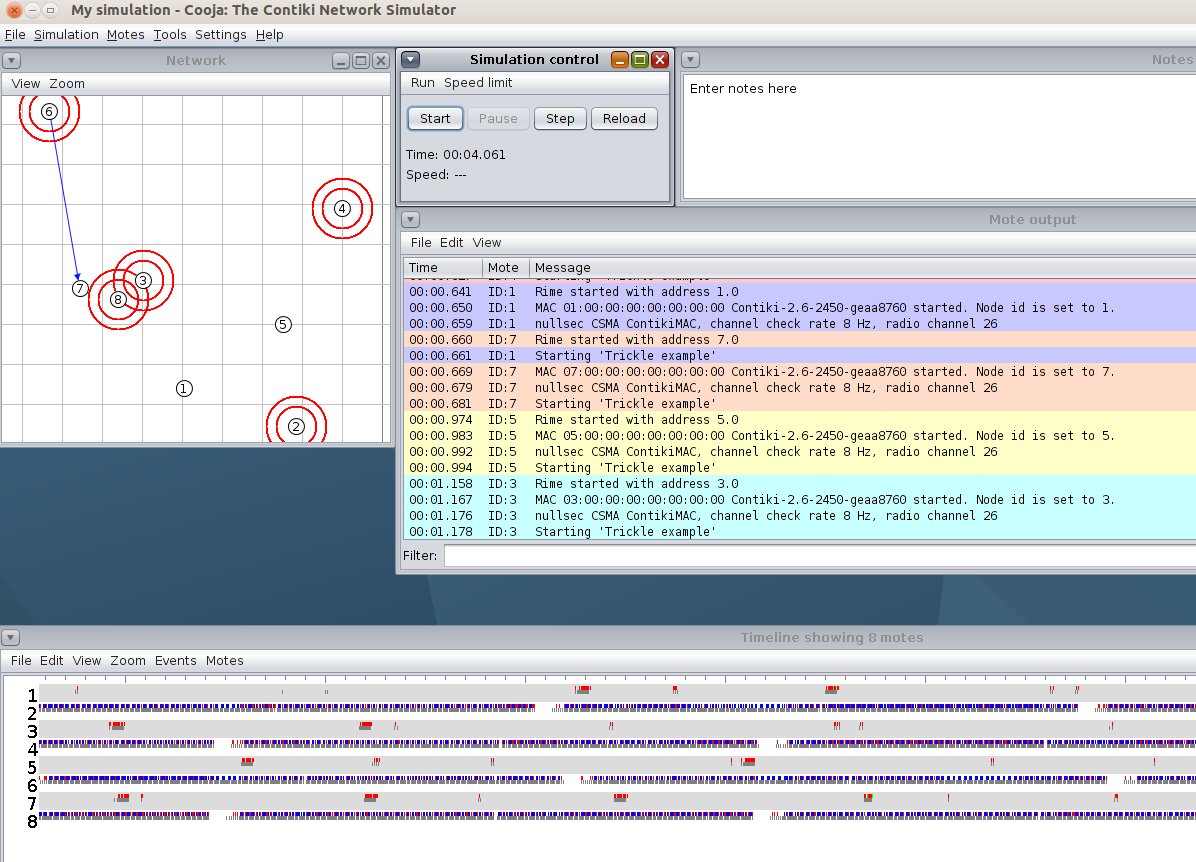 My simulation - Cooja: The Contiki Network Simulator
File Simulation Motes Tools Settings Help
Network
View Zoom
6
4
3
7
8
5
1
2
Simulation control
Run Speed limit
Start Pause Step Reload
Time: 00:04.061
Speed: ---
Notes
Enter notes here
Mote output
File Edit View
Time Mote Message
00:00.641 ID:1 Rime started with address 1.0
00:00.650 ID:1 MAC 01:00:00:00:00:00:00:00 Contiki-2.6-2450-geaa8760 started. Node id is set to 1.
00:00.659 ID:1 nullsec CSMA ContikiMAC, channel check rate 8 Hz, radio channel 26
00:00.660 ID:7 Rime started with address 7.0
00:00.661 ID:1 Starting 'Trickle example'
00:00.669 ID:7 MAC 07:00:00:00:00:00:00:00 Contiki-2.6-2450-geaa8760 started. Node id is set to 7.
00:00.679 ID:7 nullsec CSMA ContikiMAC, channel check rate 8 Hz, radio channel 26
00:00.681 ID:7 Starting 'Trickle example'
00:00.974 ID:5 Rime started with address 5.0
00:00.983 ID:5 MAC 05:00:00:00:00:00:00:00 Contiki-2.6-2450-geaa8760 started. Node id is set to 5.
00:00.992 ID:5 nullsec CSMA ContikiMAC, channel check rate 8 Hz, radio channel 26
00:00.994 ID:5 Starting 'Trickle example'
00:01.158 ID:3 Rime started with address 3.0
00:01.167 ID:3 MAC 03:00:00:00:00:00:00:00 Contiki-2.6-2450-geaa8760 started. Node id is set to 3.
00:01.176 ID:3 nullsec CSMA ContikiMAC, channel check rate 8 Hz, radio channel 26
00:01.178 ID:3 Starting 'Trickle example'
Filter:
Timeline showing 8 motes
File Edit View Zoom Events Motes
1
2
3
4
5
6
7
8